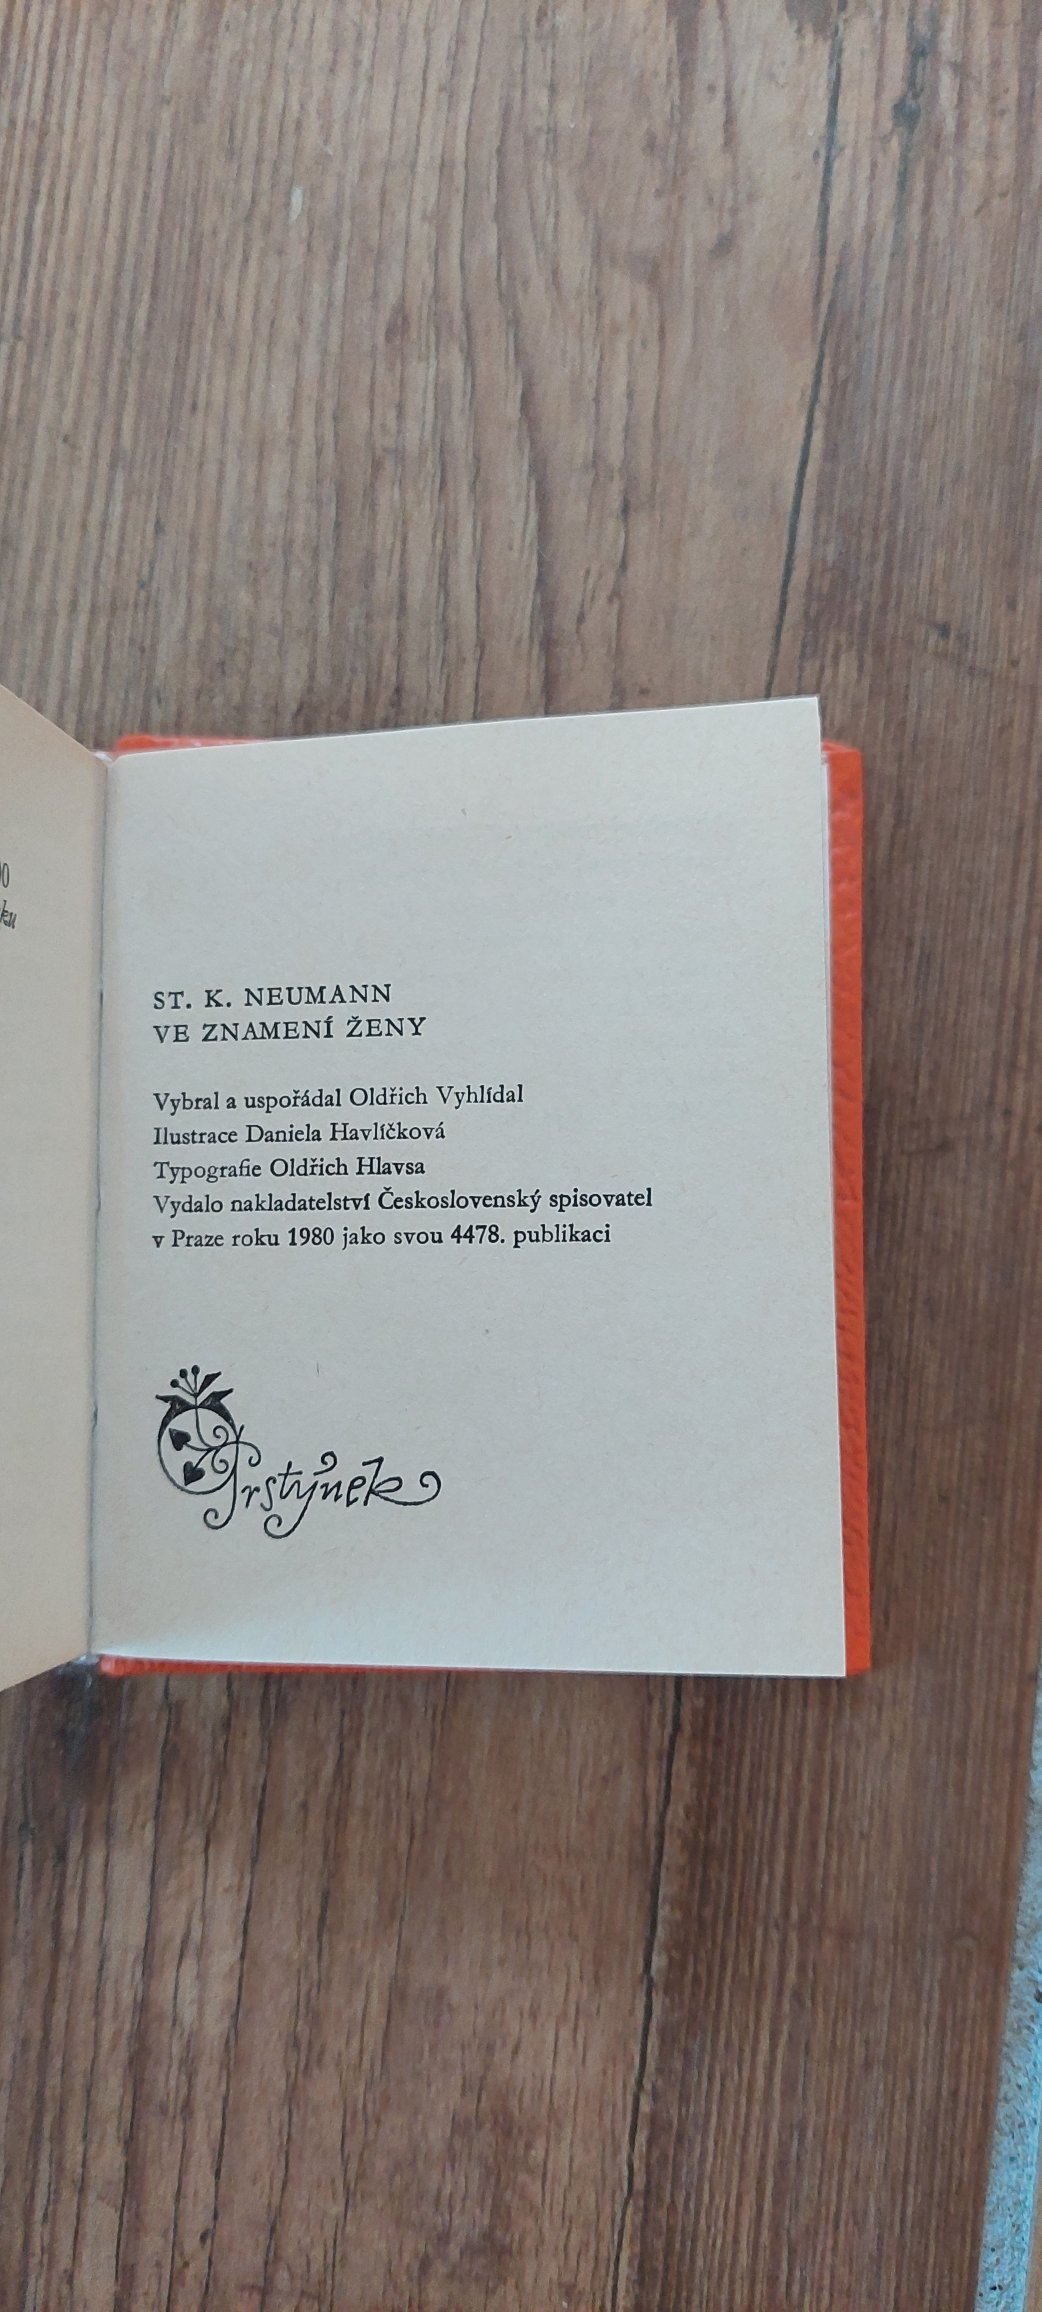 ST. K. NEUMANN
VE ZNAMENÍ ŽENY
Vybral a uspořádal Oldřich Vyhlídal
Ilustrace Daniela Havlíčková
Typografie Oldřich Hlavsa
Vydalo nakladatelství Československý spisovatel
v Praze roku 1980 jako svou 4478. publikaci
Prstýnek